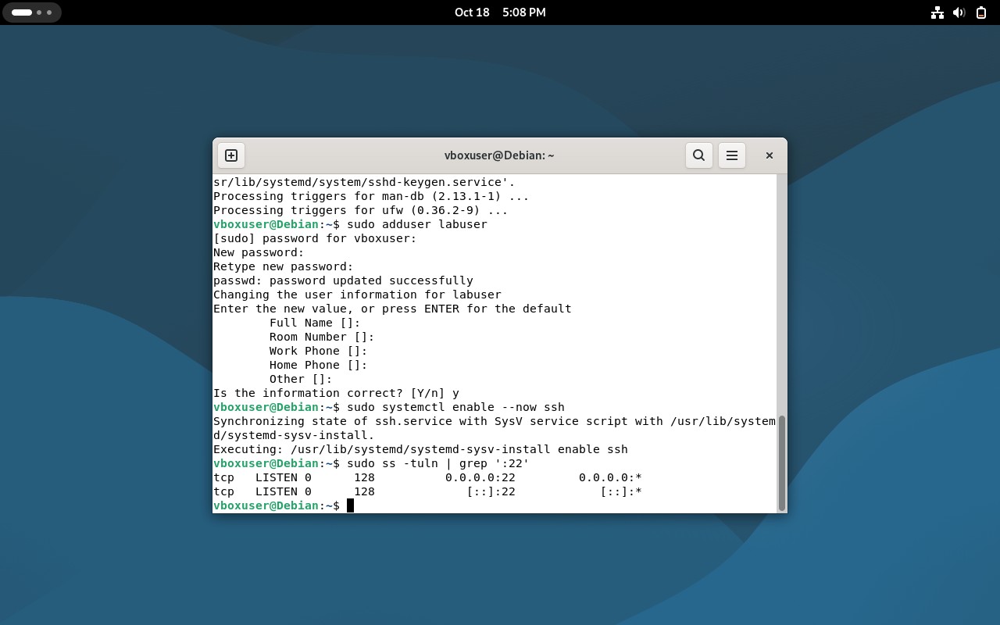 Oct 18 5:08 PM
vboxuser@Debian: ~
sr/lib/systemd/system/sshd-keygen.service'.
Processing triggers for man-db (2.13.1-1) ...
Processing triggers for ufw (0.36.2-9) ...
vboxuser@Debian:~$ sudo adduser labuser
[sudo] password for vboxuser:
New password:
Retype new password:
passwd: password updated successfully
Changing the user information for labuser
Enter the new value, or press ENTER for the default
        Full Name []:
        Room Number []:
        Work Phone []:
        Home Phone []:
        Other []:
Is the information correct? [Y/n] y
vboxuser@Debian:~$ sudo systemctl enable --now ssh
Synchronizing state of ssh.service with SysV service script with /usr/lib/system
d/systemd-sysv-install.
Executing: /usr/lib/systemd/systemd-sysv-install enable ssh
vboxuser@Debian:~$ sudo ss -tuln | grep ':22'
tcp   LISTEN 0      128          0.0.0.0:22         0.0.0.0:*
tcp   LISTEN 0      128             [::]:22            [::]:*
vboxuser@Debian:~$